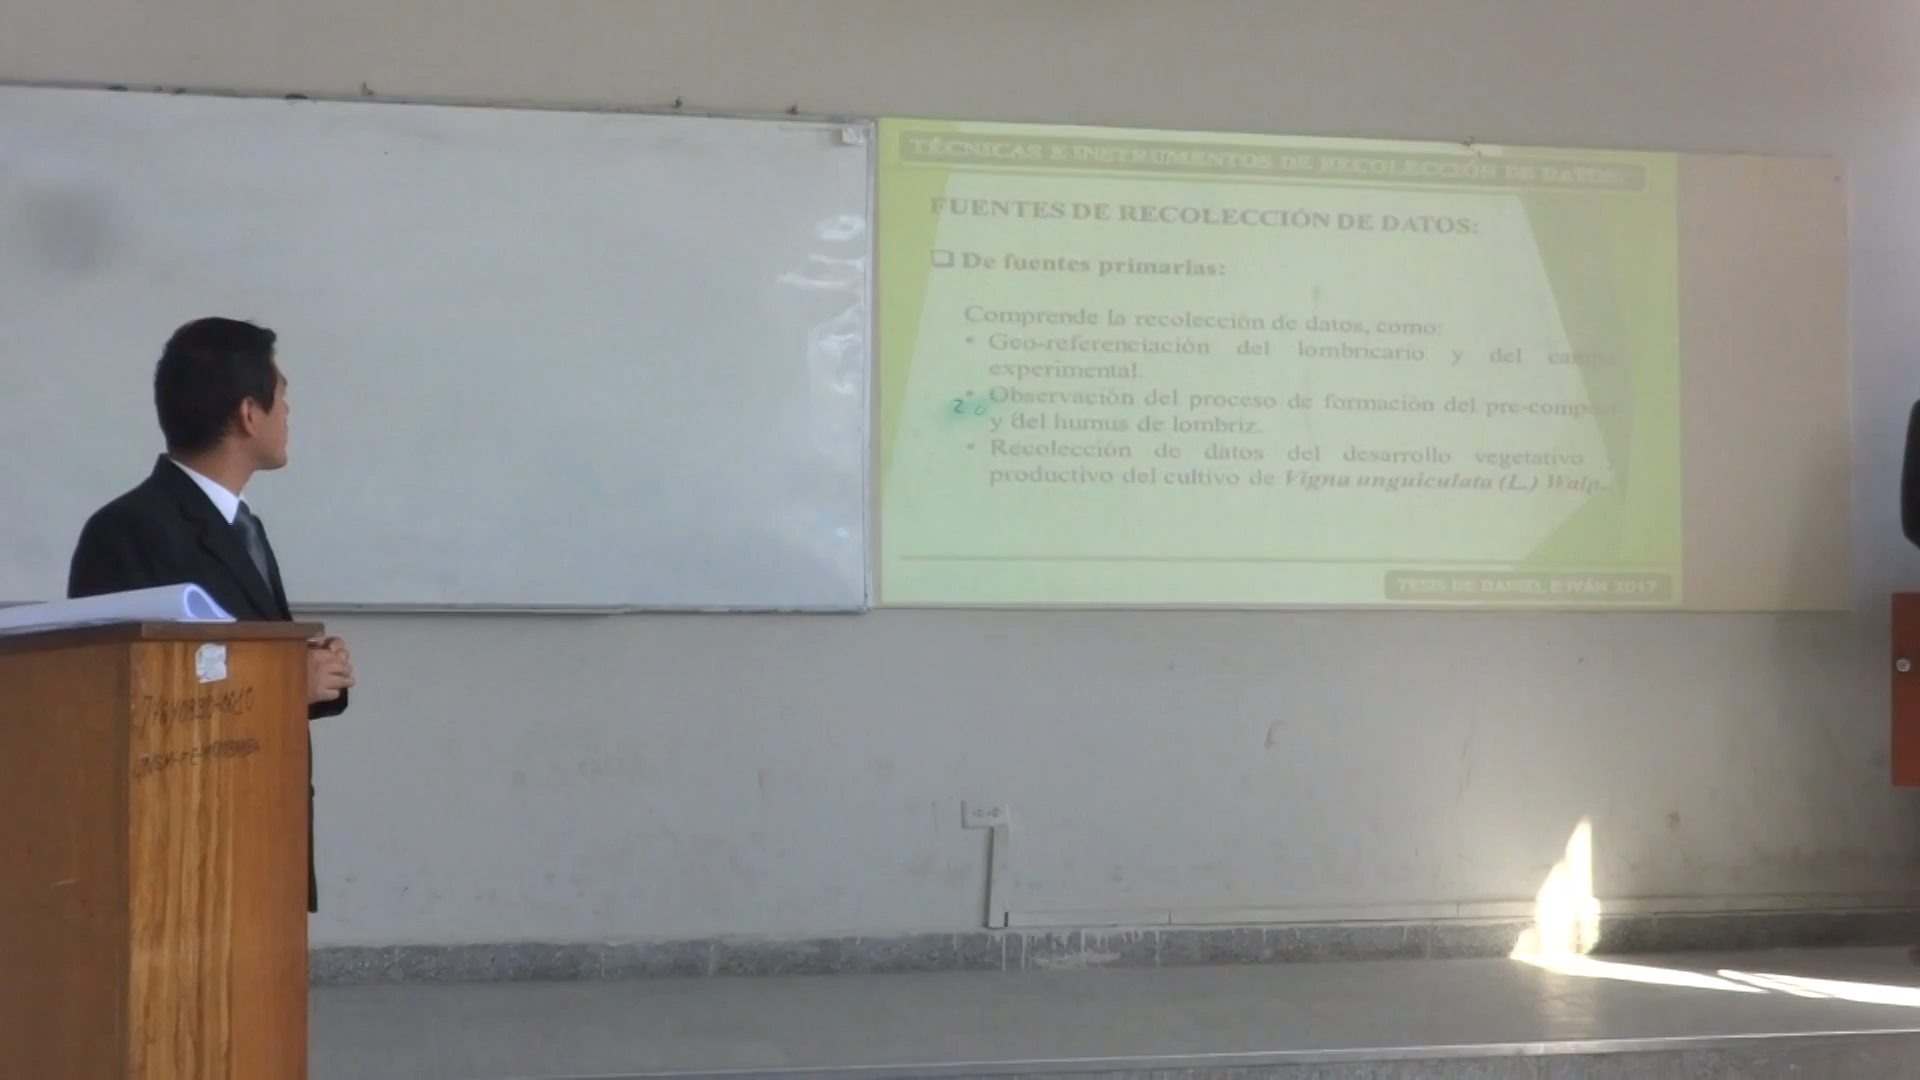 TÉCNICAS E INSTRUMENTOS DE RECOLECCIÓN DE DATOS:
FUENTES DE RECOLECCIÓN DE DATOS:
De fuentes primarias:
Comprende la recolección de datos, como:
• Geo-referenciación del lombricario y del
experimental.
• Observación del proceso de formación del
y del humus de lombriz.
• Recolección de datos del desarrollo vegetativo
productivo del cultivo de Vigna unguiculata (L.) Walp.
TESIS DE DANIEL E IVÁN 2017